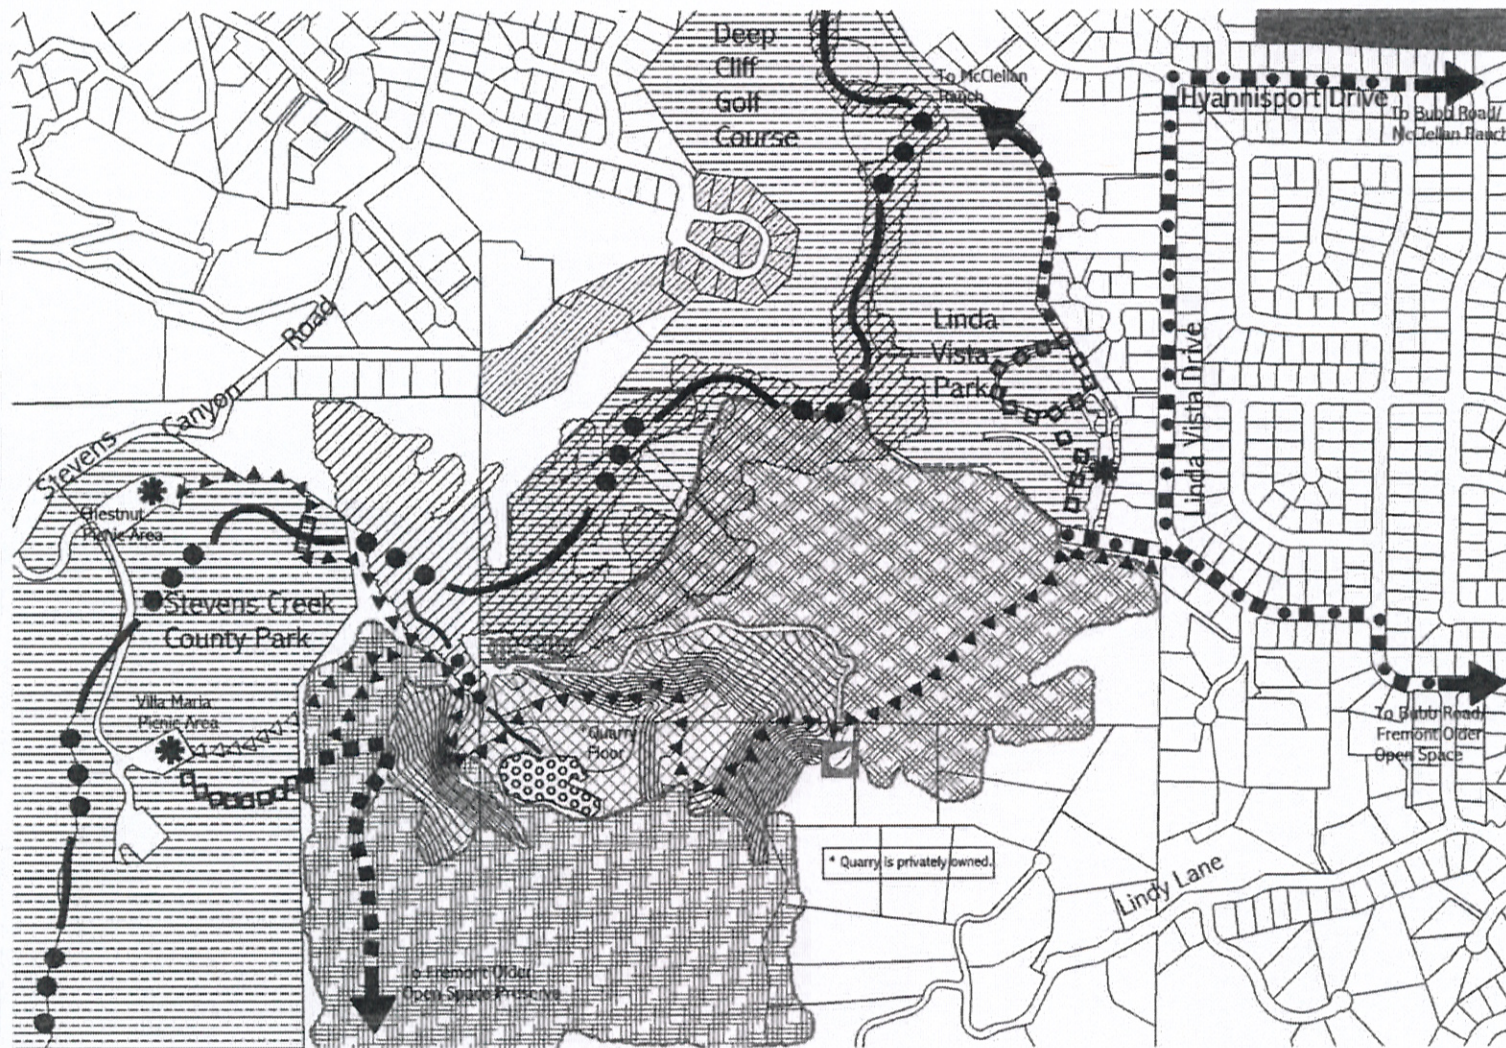 Deep
Cliff
Golf
Course
To McClellan
Ranch
Hyannisport Drive
To Bubb Road/
McClellan Ranch
Stevens Canyon Road
Linda
Vista
Park
Linda Vista Drive
Chestnut
Picnic Area
Stevens Creek
County Park
Villa Maria
Picnic Area
*Quarry
Floor
To Bubb Road/
Fremont Older
Open Space
* Quarry is privately owned.
Lindy Lane
To Fremont Older
Open Space Preserve